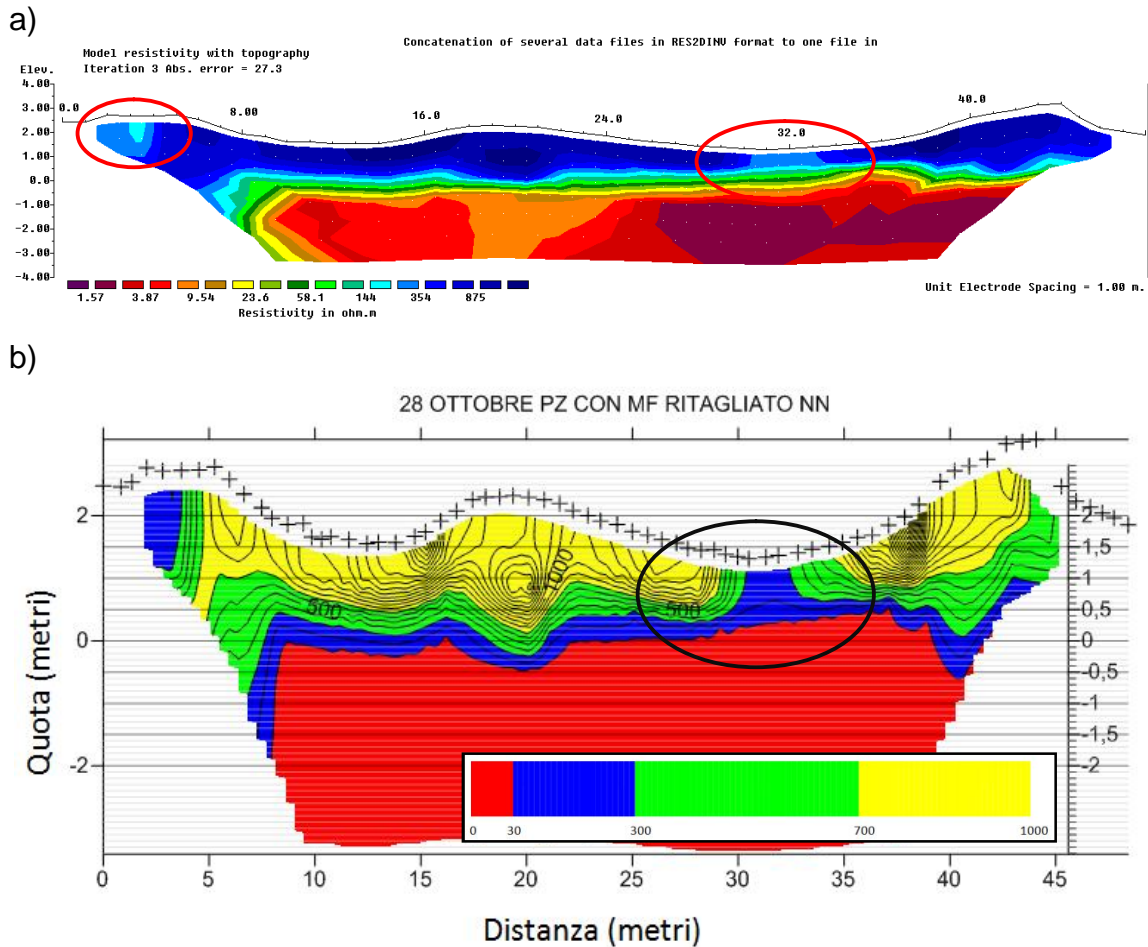 a)
Concatenation of several data files in RES2DINV format to one file in
Model resistivity with topography
Iteration 3 Abs. error = 27.3
Elev.
4.00
3.00
2.00
1.00
0.0
-1.00
-2.00
-3.00
-4.00
0.0
8.00
16.0
24.0
32.0
40.0
1.57 3.87 9.54 23.6 58.1 144 354 875
Resistivity in ohm.m
Unit Electrode Spacing = 1.00 m.
b)
28 OTTOBRE PZ CON MF RITAGLIATO NN
Quota (metri)
2
0
-2
500
1000
500
2
1,5
1
0,5
0
-0,5
-1
-1,5
-2
0 30 300 700 1000
0 5 10 15 20 25 30 35 40 45
Distanza (metri)